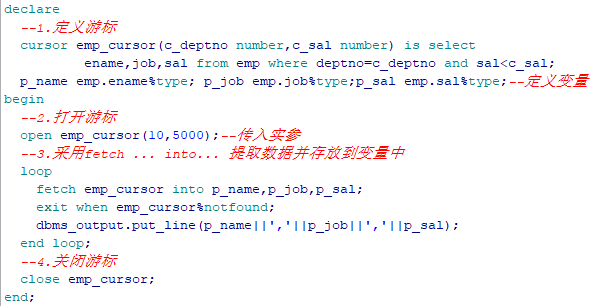 declare
  --1.定义游标
  cursor emp_cursor(c_deptno number,c_sal number) is select
          ename,job,sal from emp where deptno=c_deptno and sal<c_sal;
  p_name emp.ename%type; p_job emp.job%type;p_sal emp.sal%type;--定义变量
begin
  --2.打开游标
  open emp_cursor(10,5000);--传入实参
  --3.采用fetch ... into... 提取数据并存放到变量中
  loop
    fetch emp_cursor into p_name,p_job,p_sal;
    exit when emp_cursor%notfound;
    dbms_output.put_line(p_name||','||p_job||','||p_sal);
  end loop;
  --4.关闭游标
  close emp_cursor;
end;